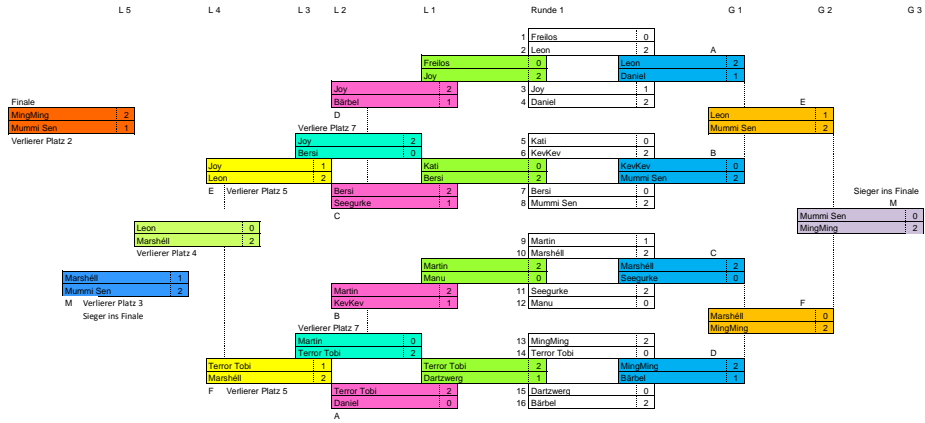 L 5 L 4 L 3 L 2 L 1 Runde 1 G 1 G 2 G 3
1 Freilos 0
2 Leon 2 A
Freilos 0 Leon 2
Joy 2 Daniel 1
Joy 2 3 Joy 1
Finale Bärbel 1 4 Daniel 2 E
MingMing 2 D Leon 1
Mummi Sen 1 Verliere Platz 7 Mummi Sen 2
Verlierer Platz 2 Joy 2 5 Kati 0
Bersi 0 6 KevKev 2 B
Joy 1 Kati 0 KevKev 0
Leon 2 Bersi 2 Mummi Sen 2
E Verlierer Platz 5 Bersi 2 7 Bersi 0 Sieger ins Finale
Seegurke 1 8 Mummi Sen 2 M
C Mummi Sen 0
Leon 0 MingMing 2
Marshéll 2 9 Martin 1
Verlierer Platz 4 10 Marshéll 2 C
Martin 2 Marshéll 2
Marshéll 1 Manu 0 Seegurke 0
Mummi Sen 2 Martin 2 11 Seegurke 2
M Verlierer Platz 3 KevKev 1 12 Manu 0 F
Sieger ins Finale B Marshéll 0
Verlierer Platz 7 MingMing 2
Martin 0 13 MingMing 2
Terror Tobi 2 14 Terror Tobi 0 D
Terror Tobi 1 Terror Tobi 2 MingMing 2
Marshéll 2 Dartzwerg 1 Bärbel 1
F Verlierer Platz 5 Terror Tobi 2 15 Dartzwerg 0
Daniel 0 16 Bärbel 2
A